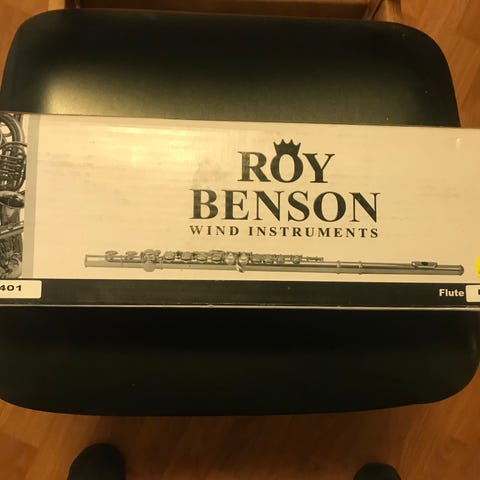 ROY
BENSON
WIND INSTRUMENTS
401
Flute